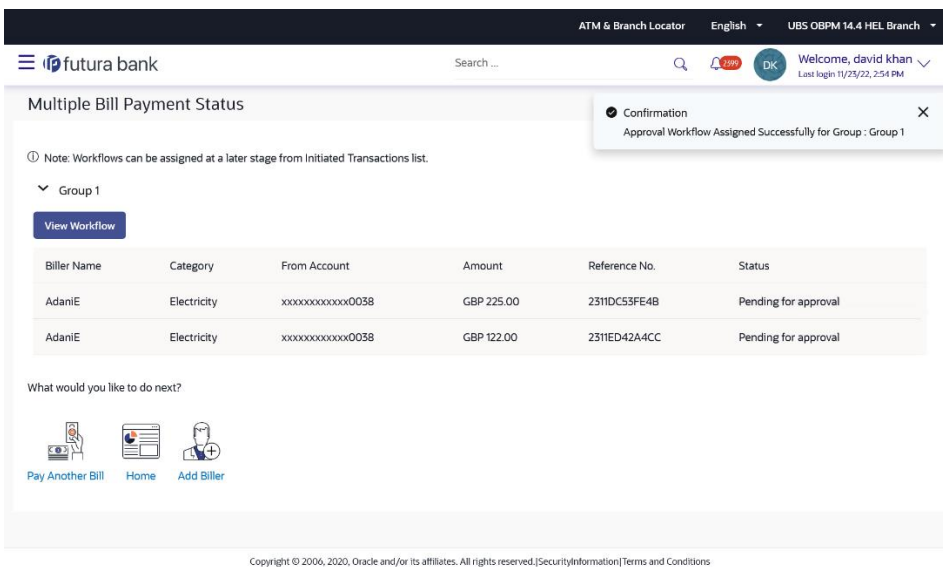 ATM & Branch Locator English UBS OBPM 14.4 HEL Branch
futura bank Search ... 2599 DK Welcome, david khan
Last login 11/23/22, 2:54 PM
Multiple Bill Payment Status
Confirmation
Approval Workflow Assigned Successfully for Group : Group 1
Note: Workflows can be assigned at a later stage from Initiated Transactions list.
Group 1
View Workflow
Biller Name Category From Account Amount Reference No. Status
AdaniE Electricity xxxxxxxxxxxx0038 GBP 225.00 2311DC53FE4B Pending for approval
AdaniE Electricity xxxxxxxxxxxx0038 GBP 122.00 2311ED42A4CC Pending for approval
What would you like to do next?
Pay Another Bill Home Add Biller
Copyright © 2006, 2020, Oracle and/or its affiliates. All rights reserved.|SecurityInformation|Terms and Conditions